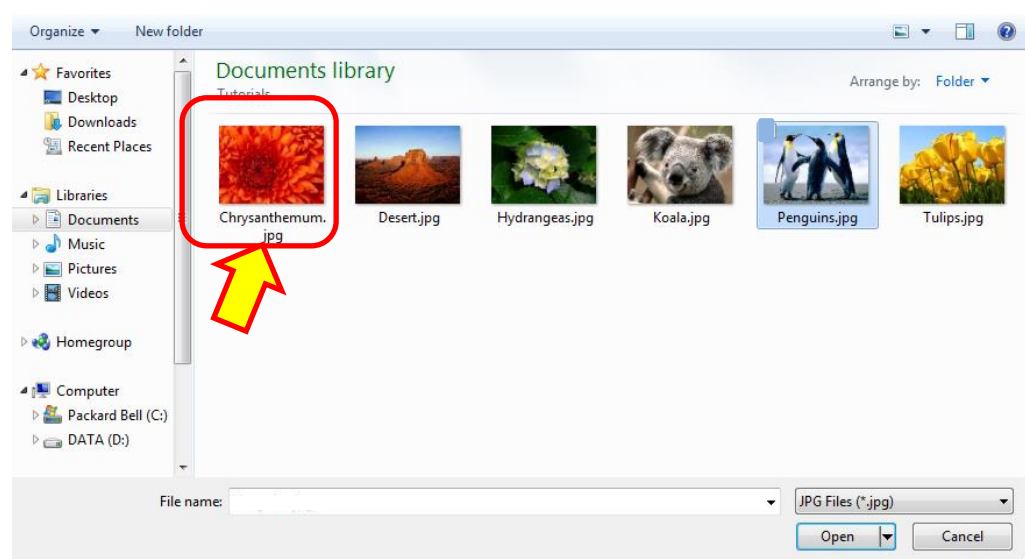 Organize New folder
Favorites
Desktop
Downloads
Recent Places
Libraries
Documents
Music
Pictures
Videos
Homegroup
Computer
Packard Bell (C:)
DATA (D:)
Documents library
Tutorials
Arrange by: Folder
Chrysanthemum.
jpg
Desert.jpg
Hydrangeas.jpg
Koala.jpg
Penguins.jpg
Tulips.jpg
File name:
JPG Files (*.jpg)
Open
Cancel